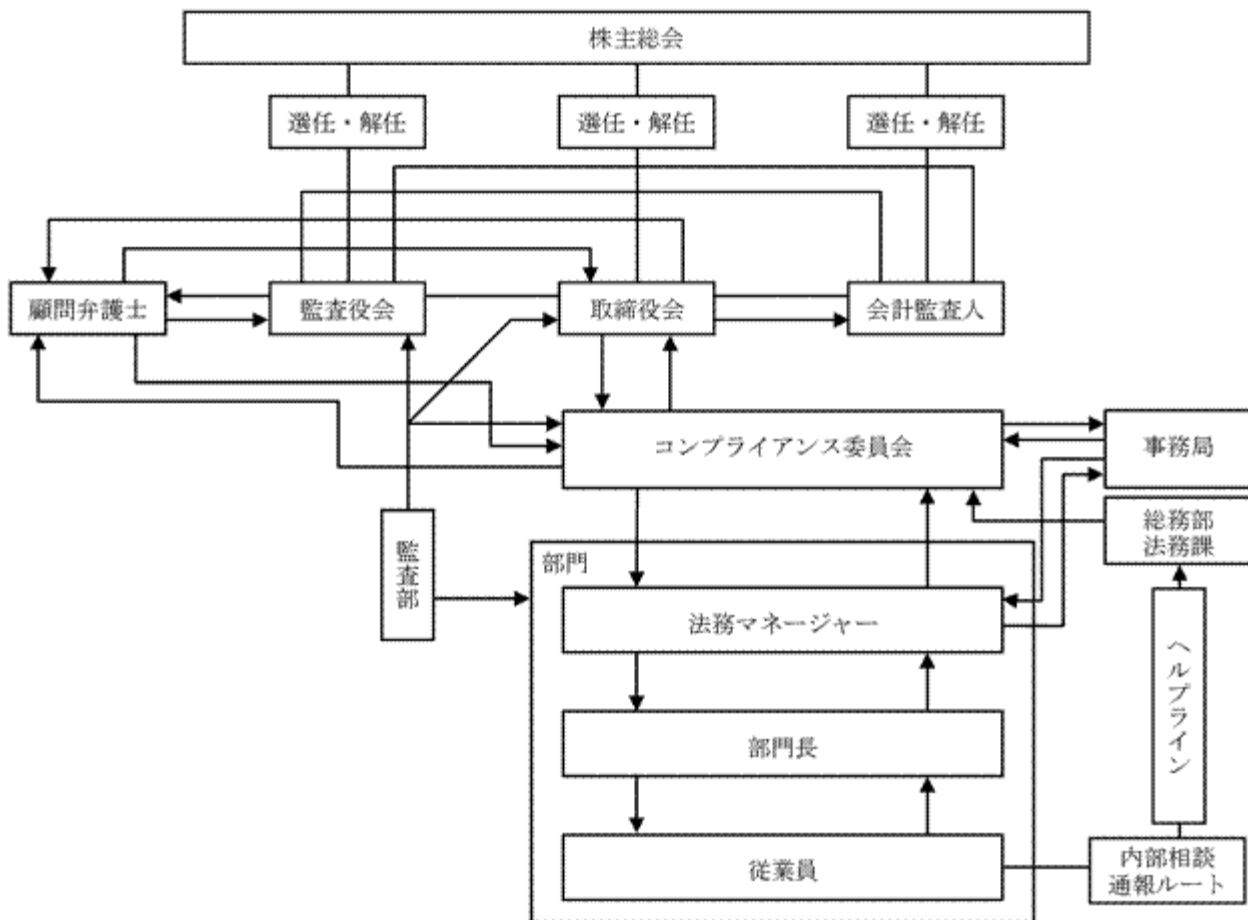 株主総会
選任・解任
選任・解任
選任・解任
顧問弁護士
監査役会
取締役会
会計監査人
コンプライアンス委員会
事務局
総務部
法務課
監査部
部門
法務マネージャー
ヘルプライン
部門長
従業員
内部相談
通報ルート